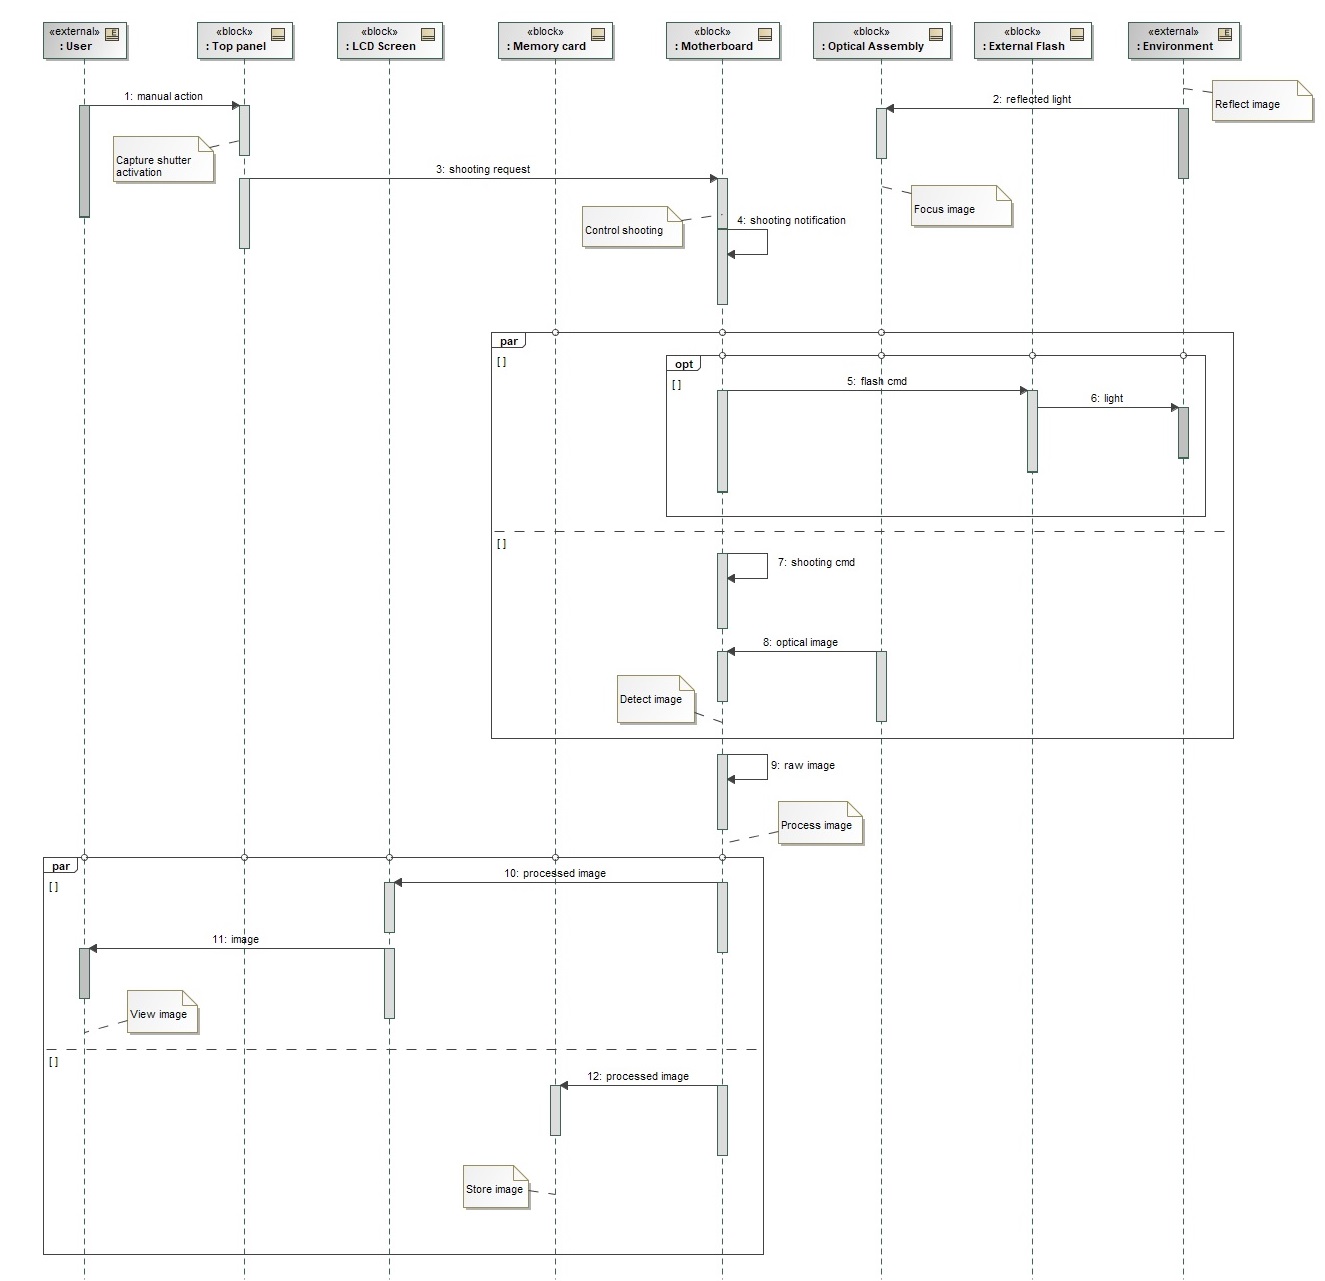 «external»
: User
«block»
: Top panel
«block»
: LCD Screen
«block»
: Memory card
«block»
: Motherboard
«block»
: Optical Assembly
«block»
: External Flash
«external»
: Environment
E
E
1: manual action
2: reflected light
Reflect image
Capture shutter
activation
3: shooting request
Focus image
Control shooting
4: shooting notification
par
[ ]
opt
[ ]
5: flash cmd
6: light
[ ]
7: shooting cmd
8: optical image
Detect image
9: raw image
Process image
par
[ ]
10: processed image
11: image
View image
[ ]
12: processed image
Store image